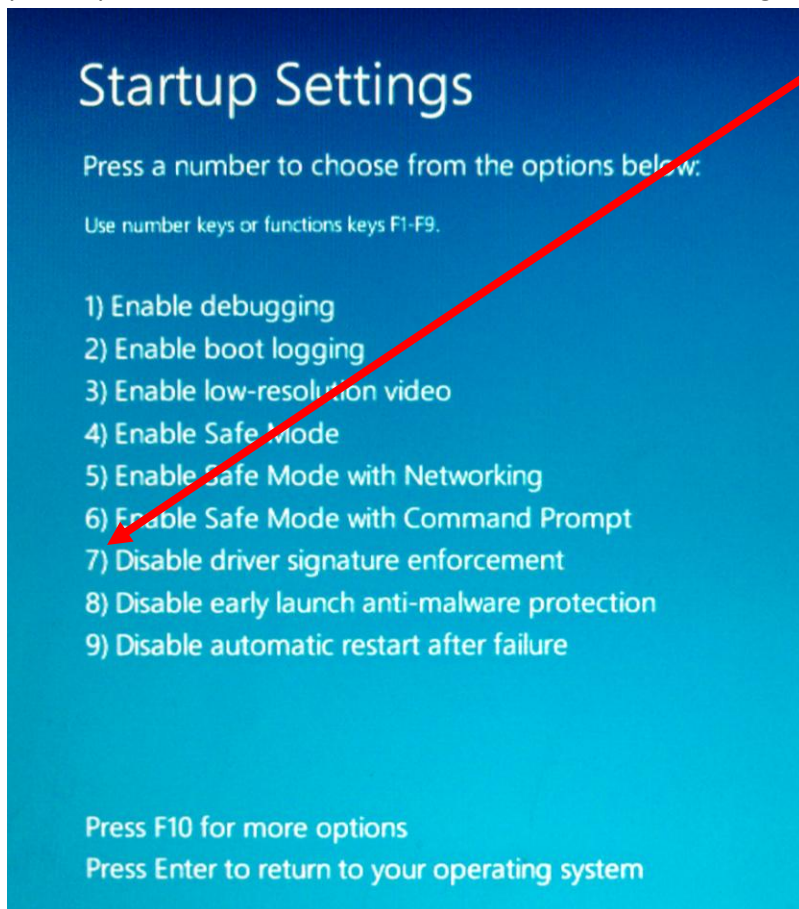 Startup Settings
Press a number to choose from the options below:
Use number keys or functions keys F1-F9.
1) Enable debugging
2) Enable boot logging
3) Enable low-resolution video
4) Enable Safe Mode
5) Enable Safe Mode with Networking
6) Enable Safe Mode with Command Prompt
7) Disable driver signature enforcement
8) Disable early launch anti-malware protection
9) Disable automatic restart after failure
Press F10 for more options
Press Enter to return to your operating system